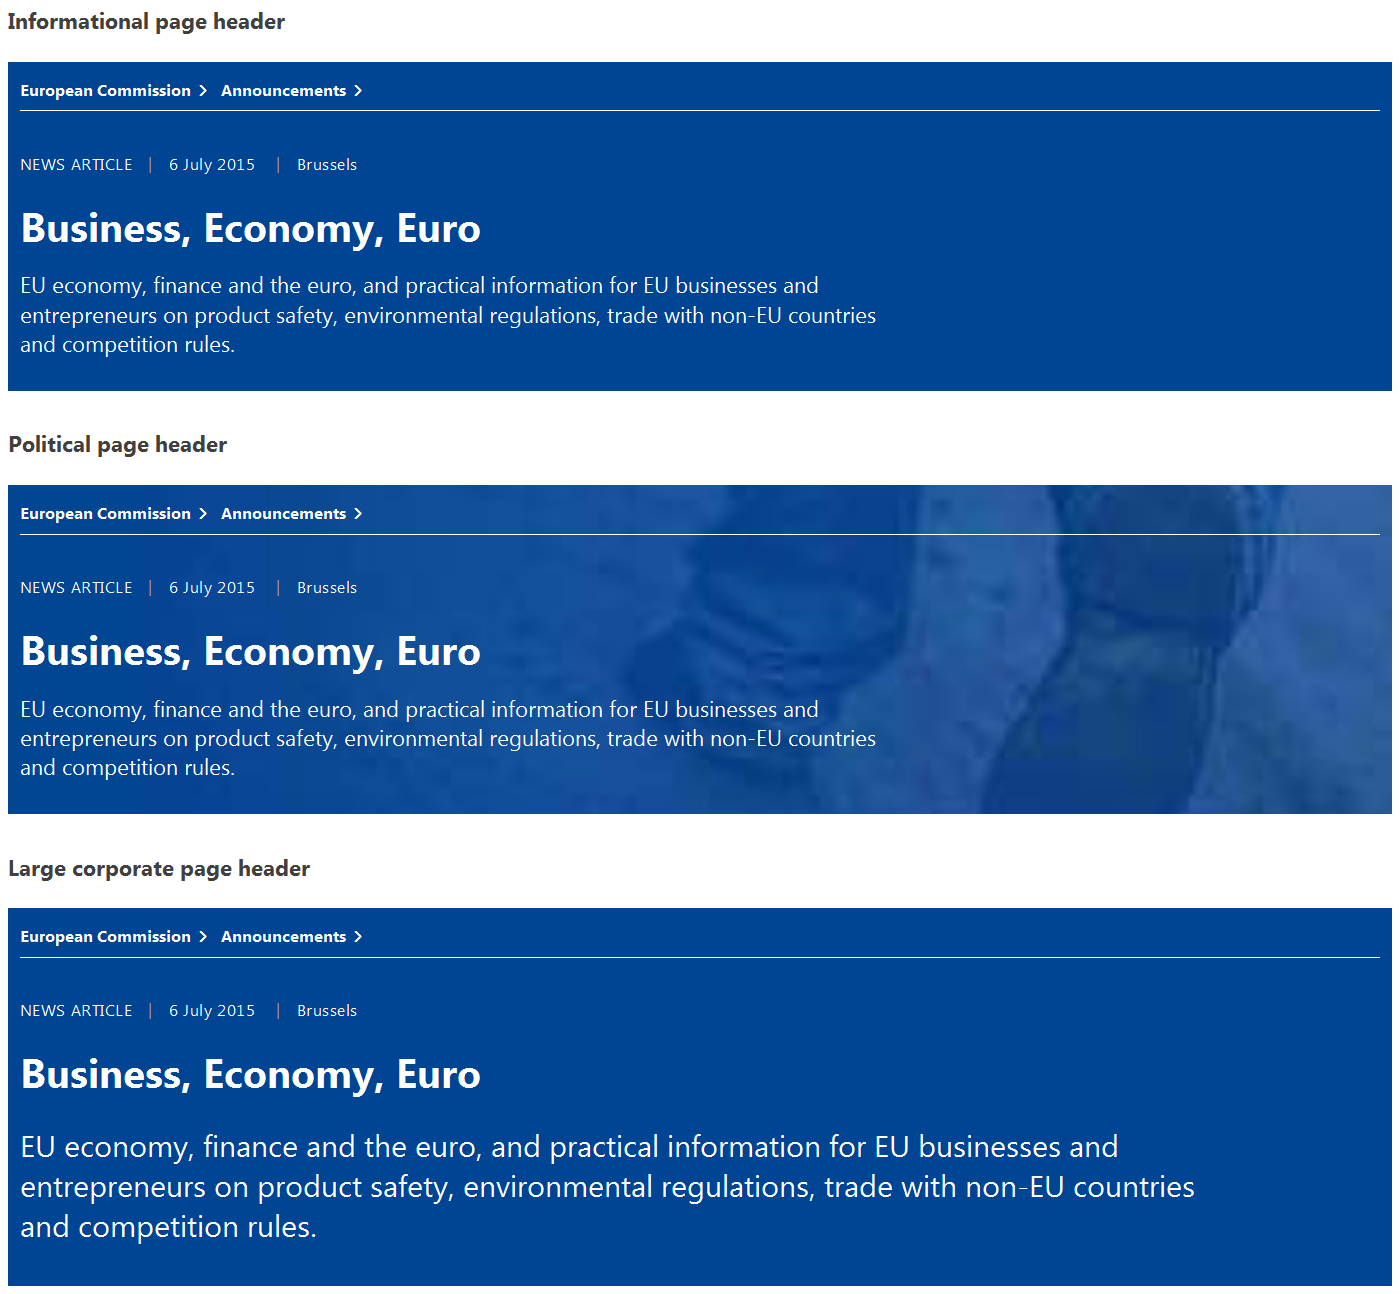 Informational page header
European Commission > Announcements >
NEWS ARTICLE | 6 July 2015 | Brussels
Business, Economy, Euro
EU economy, finance and the euro, and practical information for EU businesses and
entrepreneurs on product safety, environmental regulations, trade with non-EU countries
and competition rules.
Political page header
European Commission > Announcements >
NEWS ARTICLE | 6 July 2015 | Brussels
Business, Economy, Euro
EU economy, finance and the euro, and practical information for EU businesses and
entrepreneurs on product safety, environmental regulations, trade with non-EU countries
and competition rules.
Large corporate page header
European Commission > Announcements >
NEWS ARTICLE | 6 July 2015 | Brussels
Business, Economy, Euro
EU economy, finance and the euro, and practical information for EU businesses and
entrepreneurs on product safety, environmental regulations, trade with non-EU countries
and competition rules.